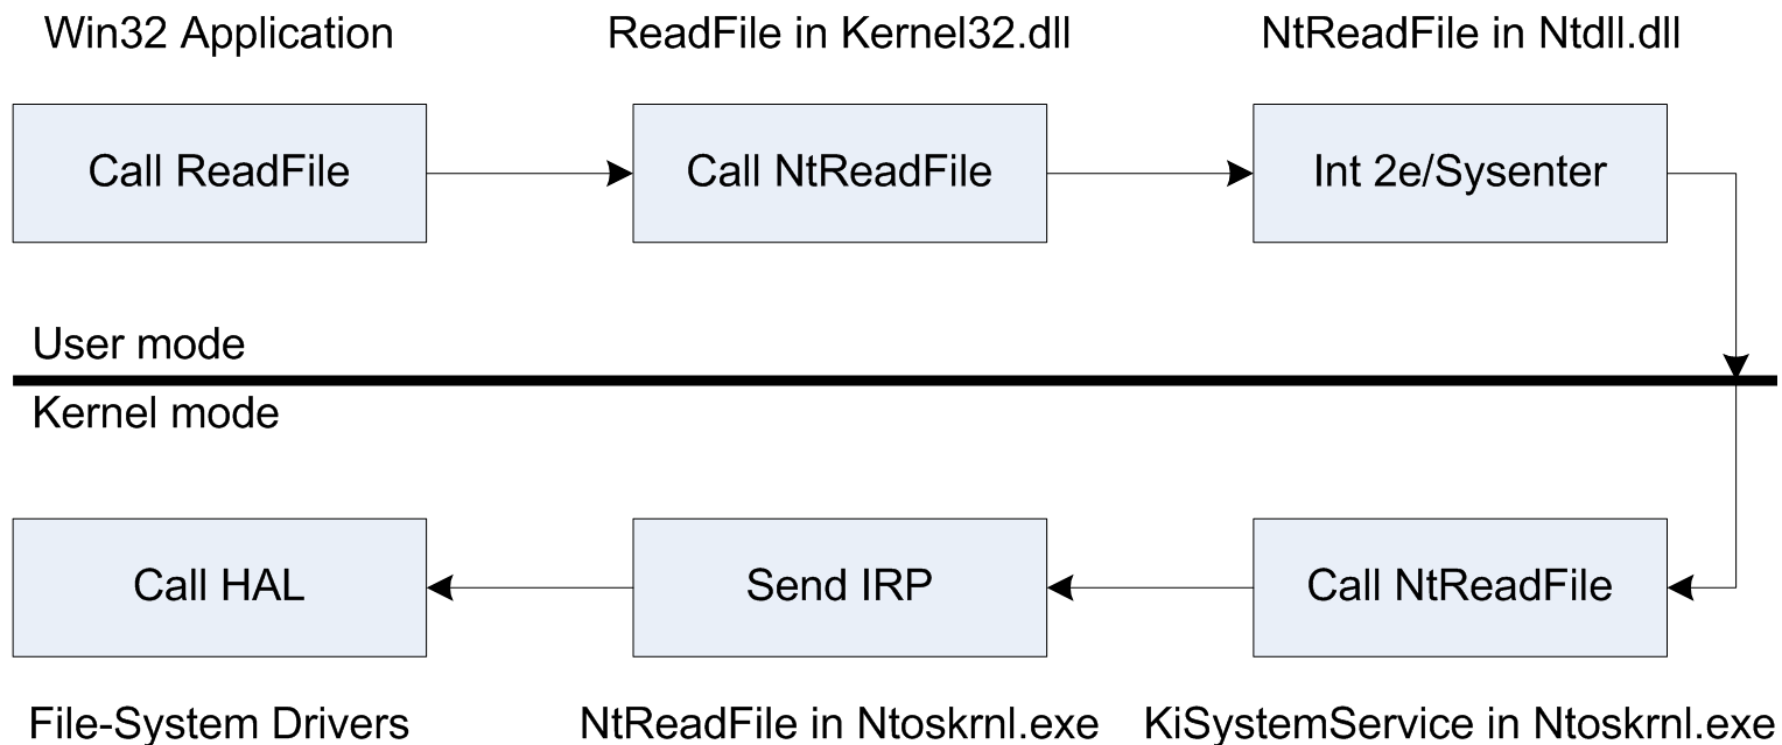 Win32 Application
ReadFile in Kernel32.dll
NtReadFile in Ntdll.dll
Call ReadFile
Call NtReadFile
Int 2e/Sysenter
User mode
Kernel mode
Call HAL
Send IRP
Call NtReadFile
File-System Drivers
NtReadFile in Ntoskrnl.exe
KiSystemService in Ntoskrnl.exe